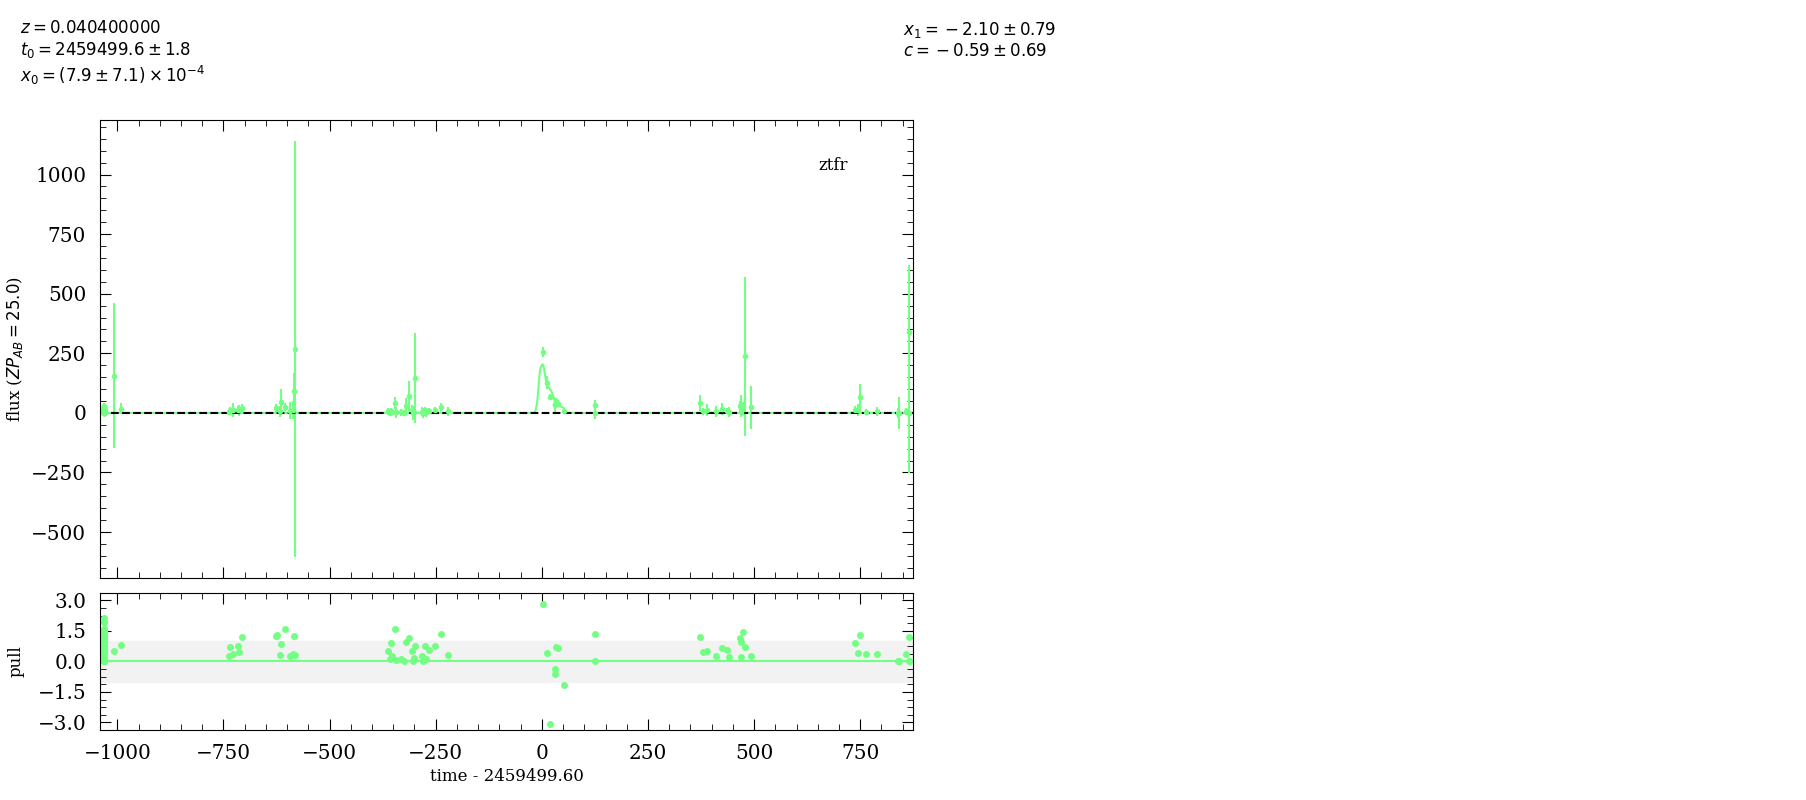 z = 0.040400000
t₀ = 2459499.6 ± 1.8
x₀ = (7.9 ± 7.1) × 10⁻⁴
x₁ = −2.10 ± 0.79
c = −0.59 ± 0.69
ztfr
1000
750
500
250
0
−250
−500
flux (ZP_AB = 25.0)
3.0
1.5
0.0
−1.5
−3.0
pull
−1000 −750 −500 −250 0 250 500 750
time - 2459499.60